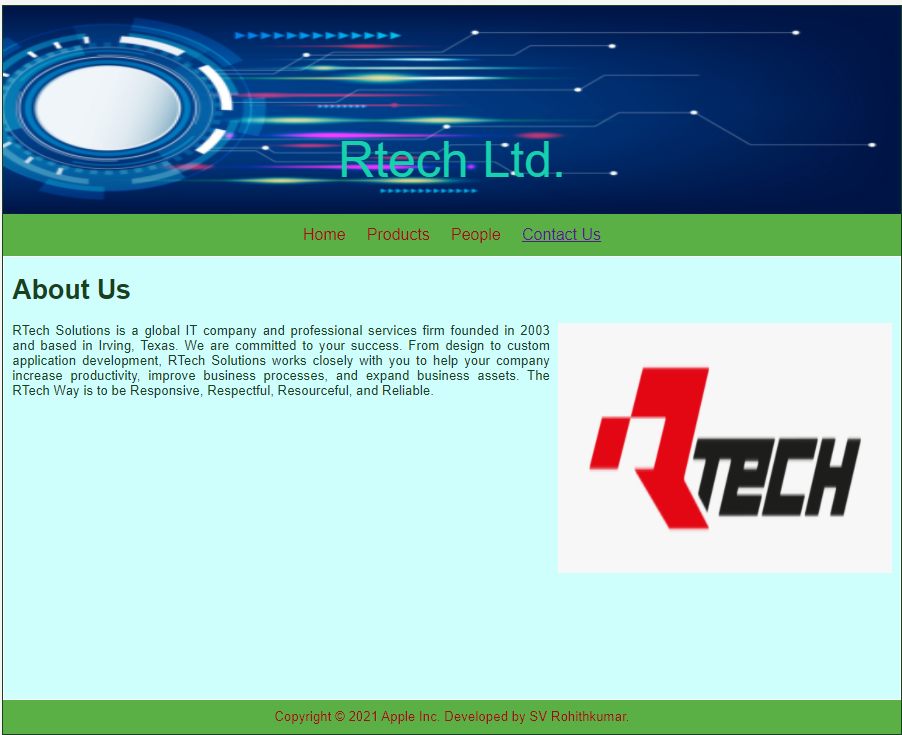 Rtech Ltd.
Home Products People Contact Us
About Us
RTech Solutions is a global IT company and professional services firm founded in 2003
and based in Irving, Texas. We are committed to your success. From design to custom
application development, RTech Solutions works closely with you to help your company
increase productivity, improve business processes, and expand business assets. The
RTech Way is to be Responsive, Respectful, Resourceful, and Reliable.
RTECH
Copyright © 2021 Apple Inc. Developed by SV Rohithkumar.